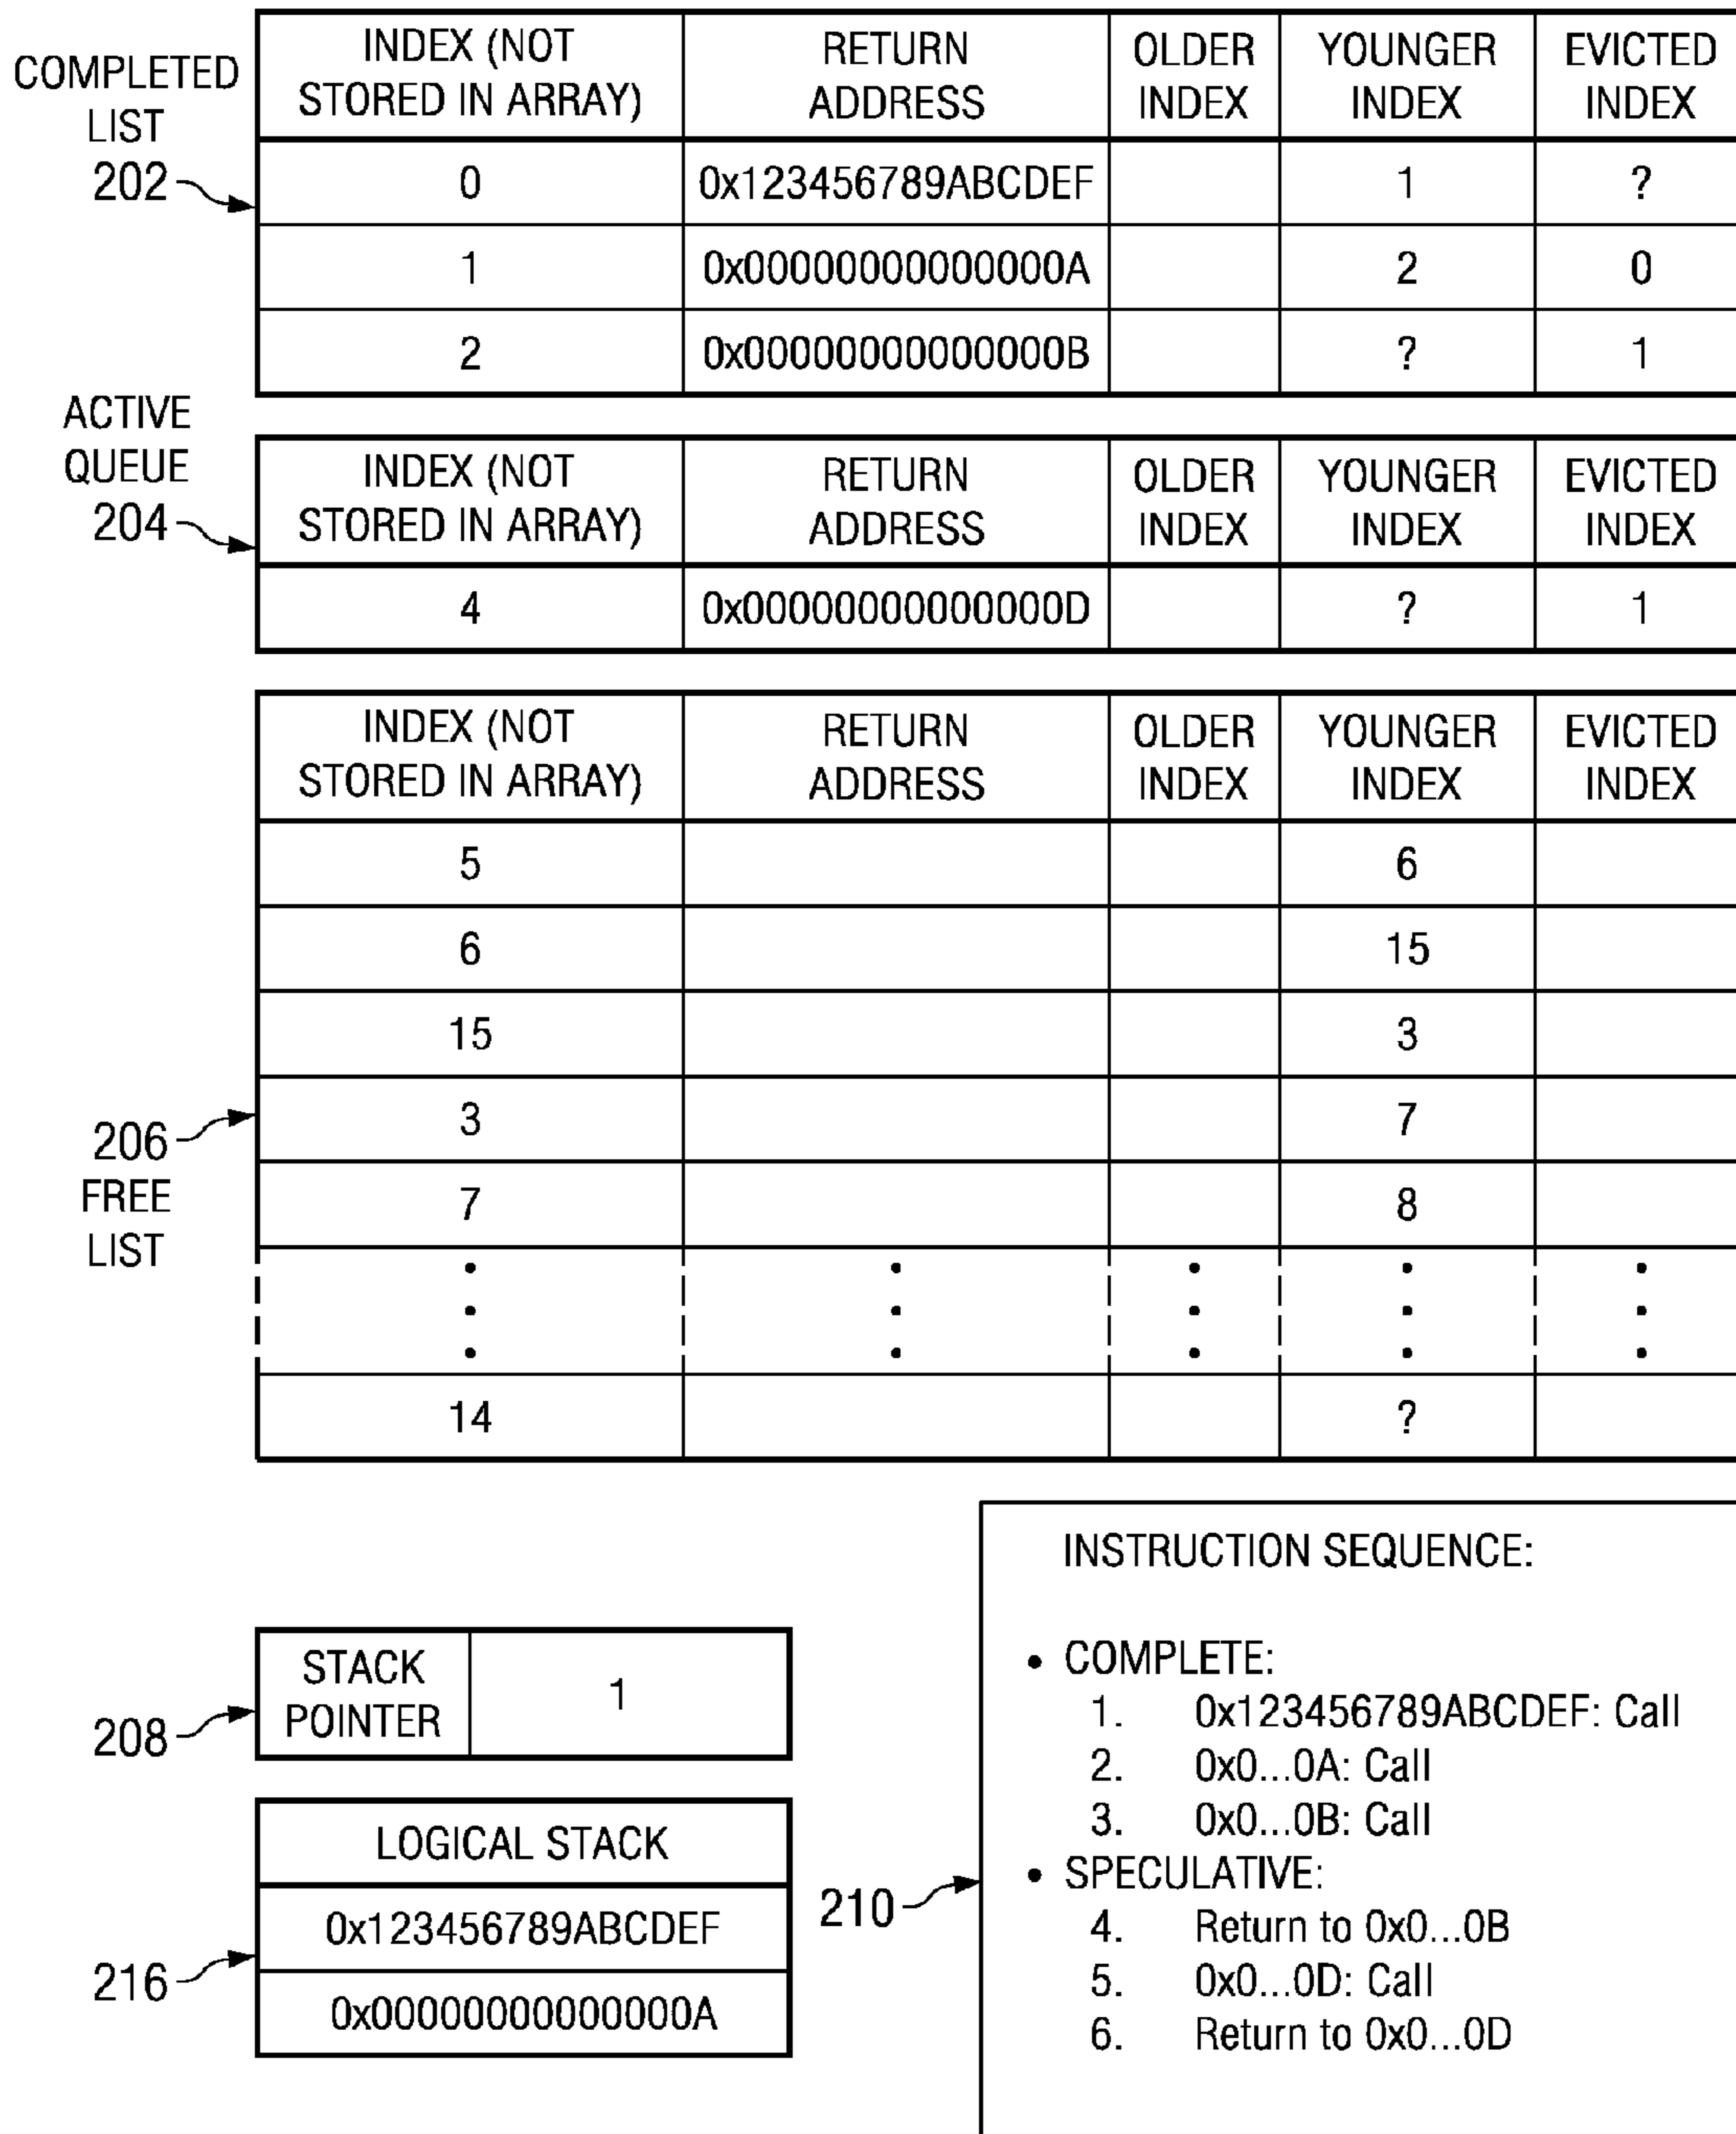 COMPLETED
LIST
202
INDEX (NOT
STORED IN ARRAY)
RETURN
ADDRESS
OLDER
INDEX
YOUNGER
INDEX
EVICTED
INDEX
0 0x123456789ABCDEF 1 ?
1 0x00000000000000A 2 0
2 0x00000000000000B ? 1
ACTIVE
QUEUE
204
INDEX (NOT
STORED IN ARRAY)
RETURN
ADDRESS
OLDER
INDEX
YOUNGER
INDEX
EVICTED
INDEX
4 0x00000000000000D ? 1
206
FREE
LIST
INDEX (NOT
STORED IN ARRAY)
RETURN
ADDRESS
OLDER
INDEX
YOUNGER
INDEX
EVICTED
INDEX
5 6
6 15
15 3
3 7
7 8
14 ?
208
STACK
POINTER
1
216
LOGICAL STACK
0x123456789ABCDEF
0x00000000000000A
210
INSTRUCTION SEQUENCE:
• COMPLETE:
1. 0x123456789ABCDEF: Call
2. 0x0...0A: Call
3. 0x0...0B: Call
• SPECULATIVE:
4. Return to 0x0...0B
5. 0x0...0D: Call
6. Return to 0x0...0D